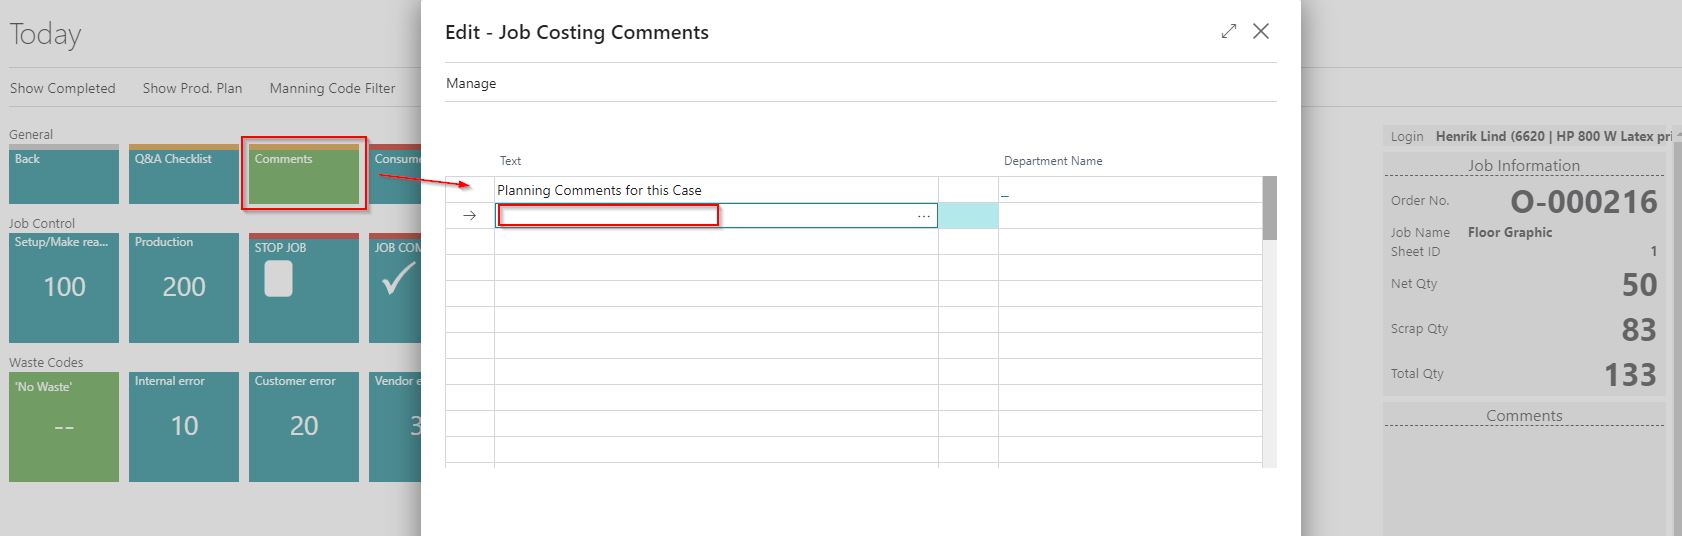 Today
Show Completed Show Prod. Plan Manning Code Filter
General
Back
Q&A Checklist
Comments
Consume
Job Control
Setup/Make rea...
100
Production
200
STOP JOB
JOB COM
Waste Codes
'No Waste'
--
Internal error
10
Customer error
20
Vendor e
3
Edit - Job Costing Comments
Manage
Text Department Name
Planning Comments for this Case _
...
Login Henrik Lind (6620 | HP 800 W Latex pri
Job Information
Order No. O-000216
Job Name Floor Graphic
Sheet ID 1
Net Qty 50
Scrap Qty 83
Total Qty 133
Comments